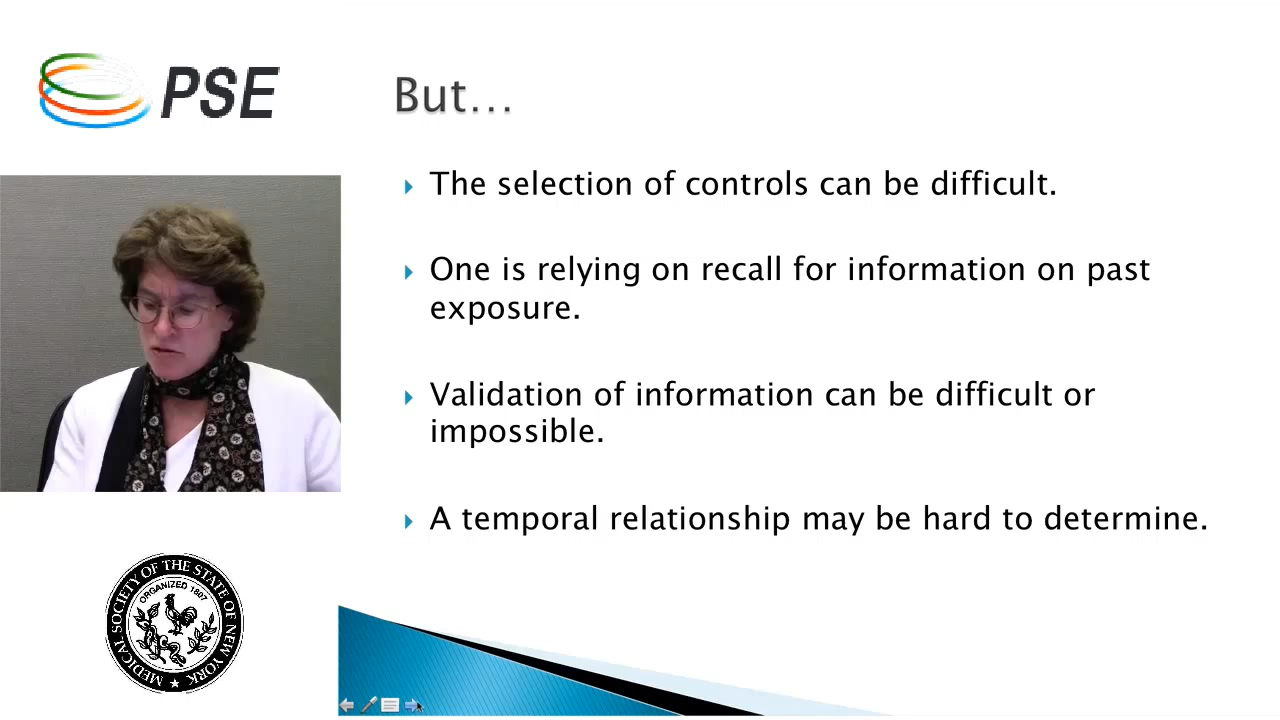 PSE
But...
The selection of controls can be difficult.
One is relying on recall for information on past
exposure.
Validation of information can be difficult or
impossible.
A temporal relationship may be hard to determine.
MEDICAL SOCIETY OF THE STATE OF NEW YORK
ORGANIZED 1807